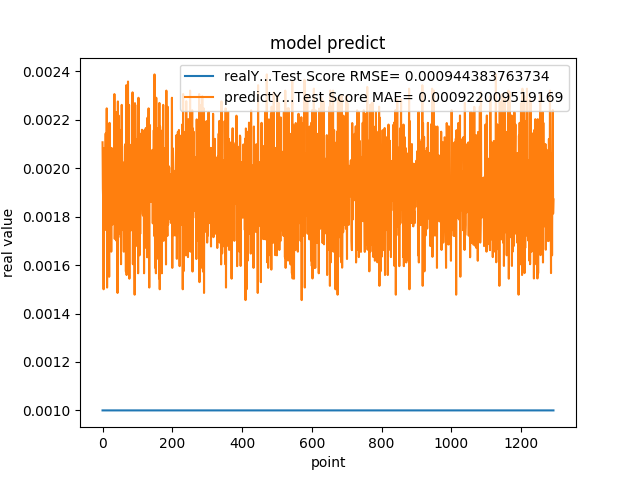 model predict
realY...Test Score RMSE= 0.000944383763734
predictY...Test Score MAE= 0.000922009519169
real value
0.0024
0.0022
0.0020
0.0018
0.0016
0.0014
0.0012
0.0010
0 200 400 600 800 1000 1200
point